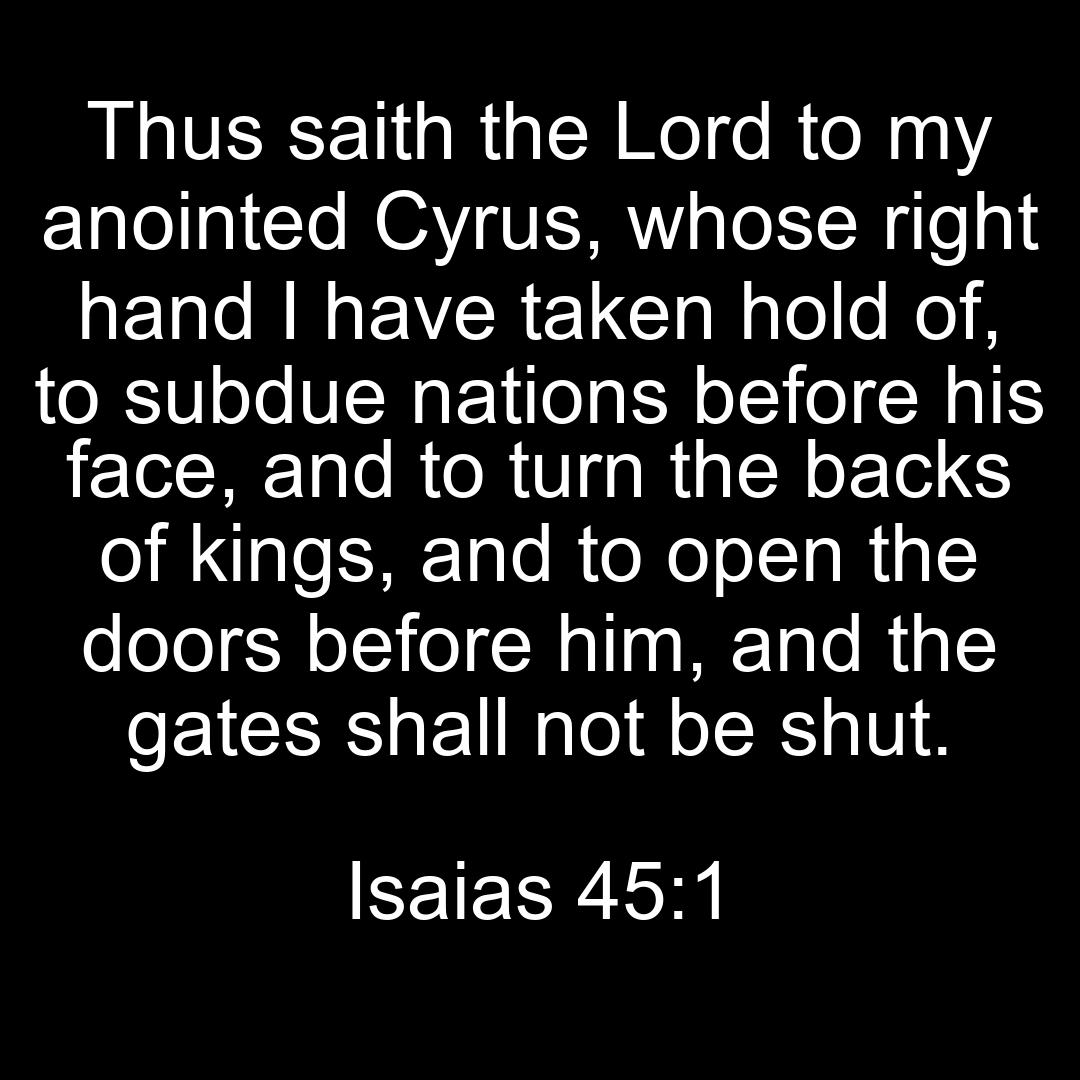 Thus saith the Lord to my
anointed Cyrus, whose right
hand I have taken hold of,
to subdue nations before his
face, and to turn the backs
of kings, and to open the
doors before him, and the
gates shall not be shut.
Isaias 45:1